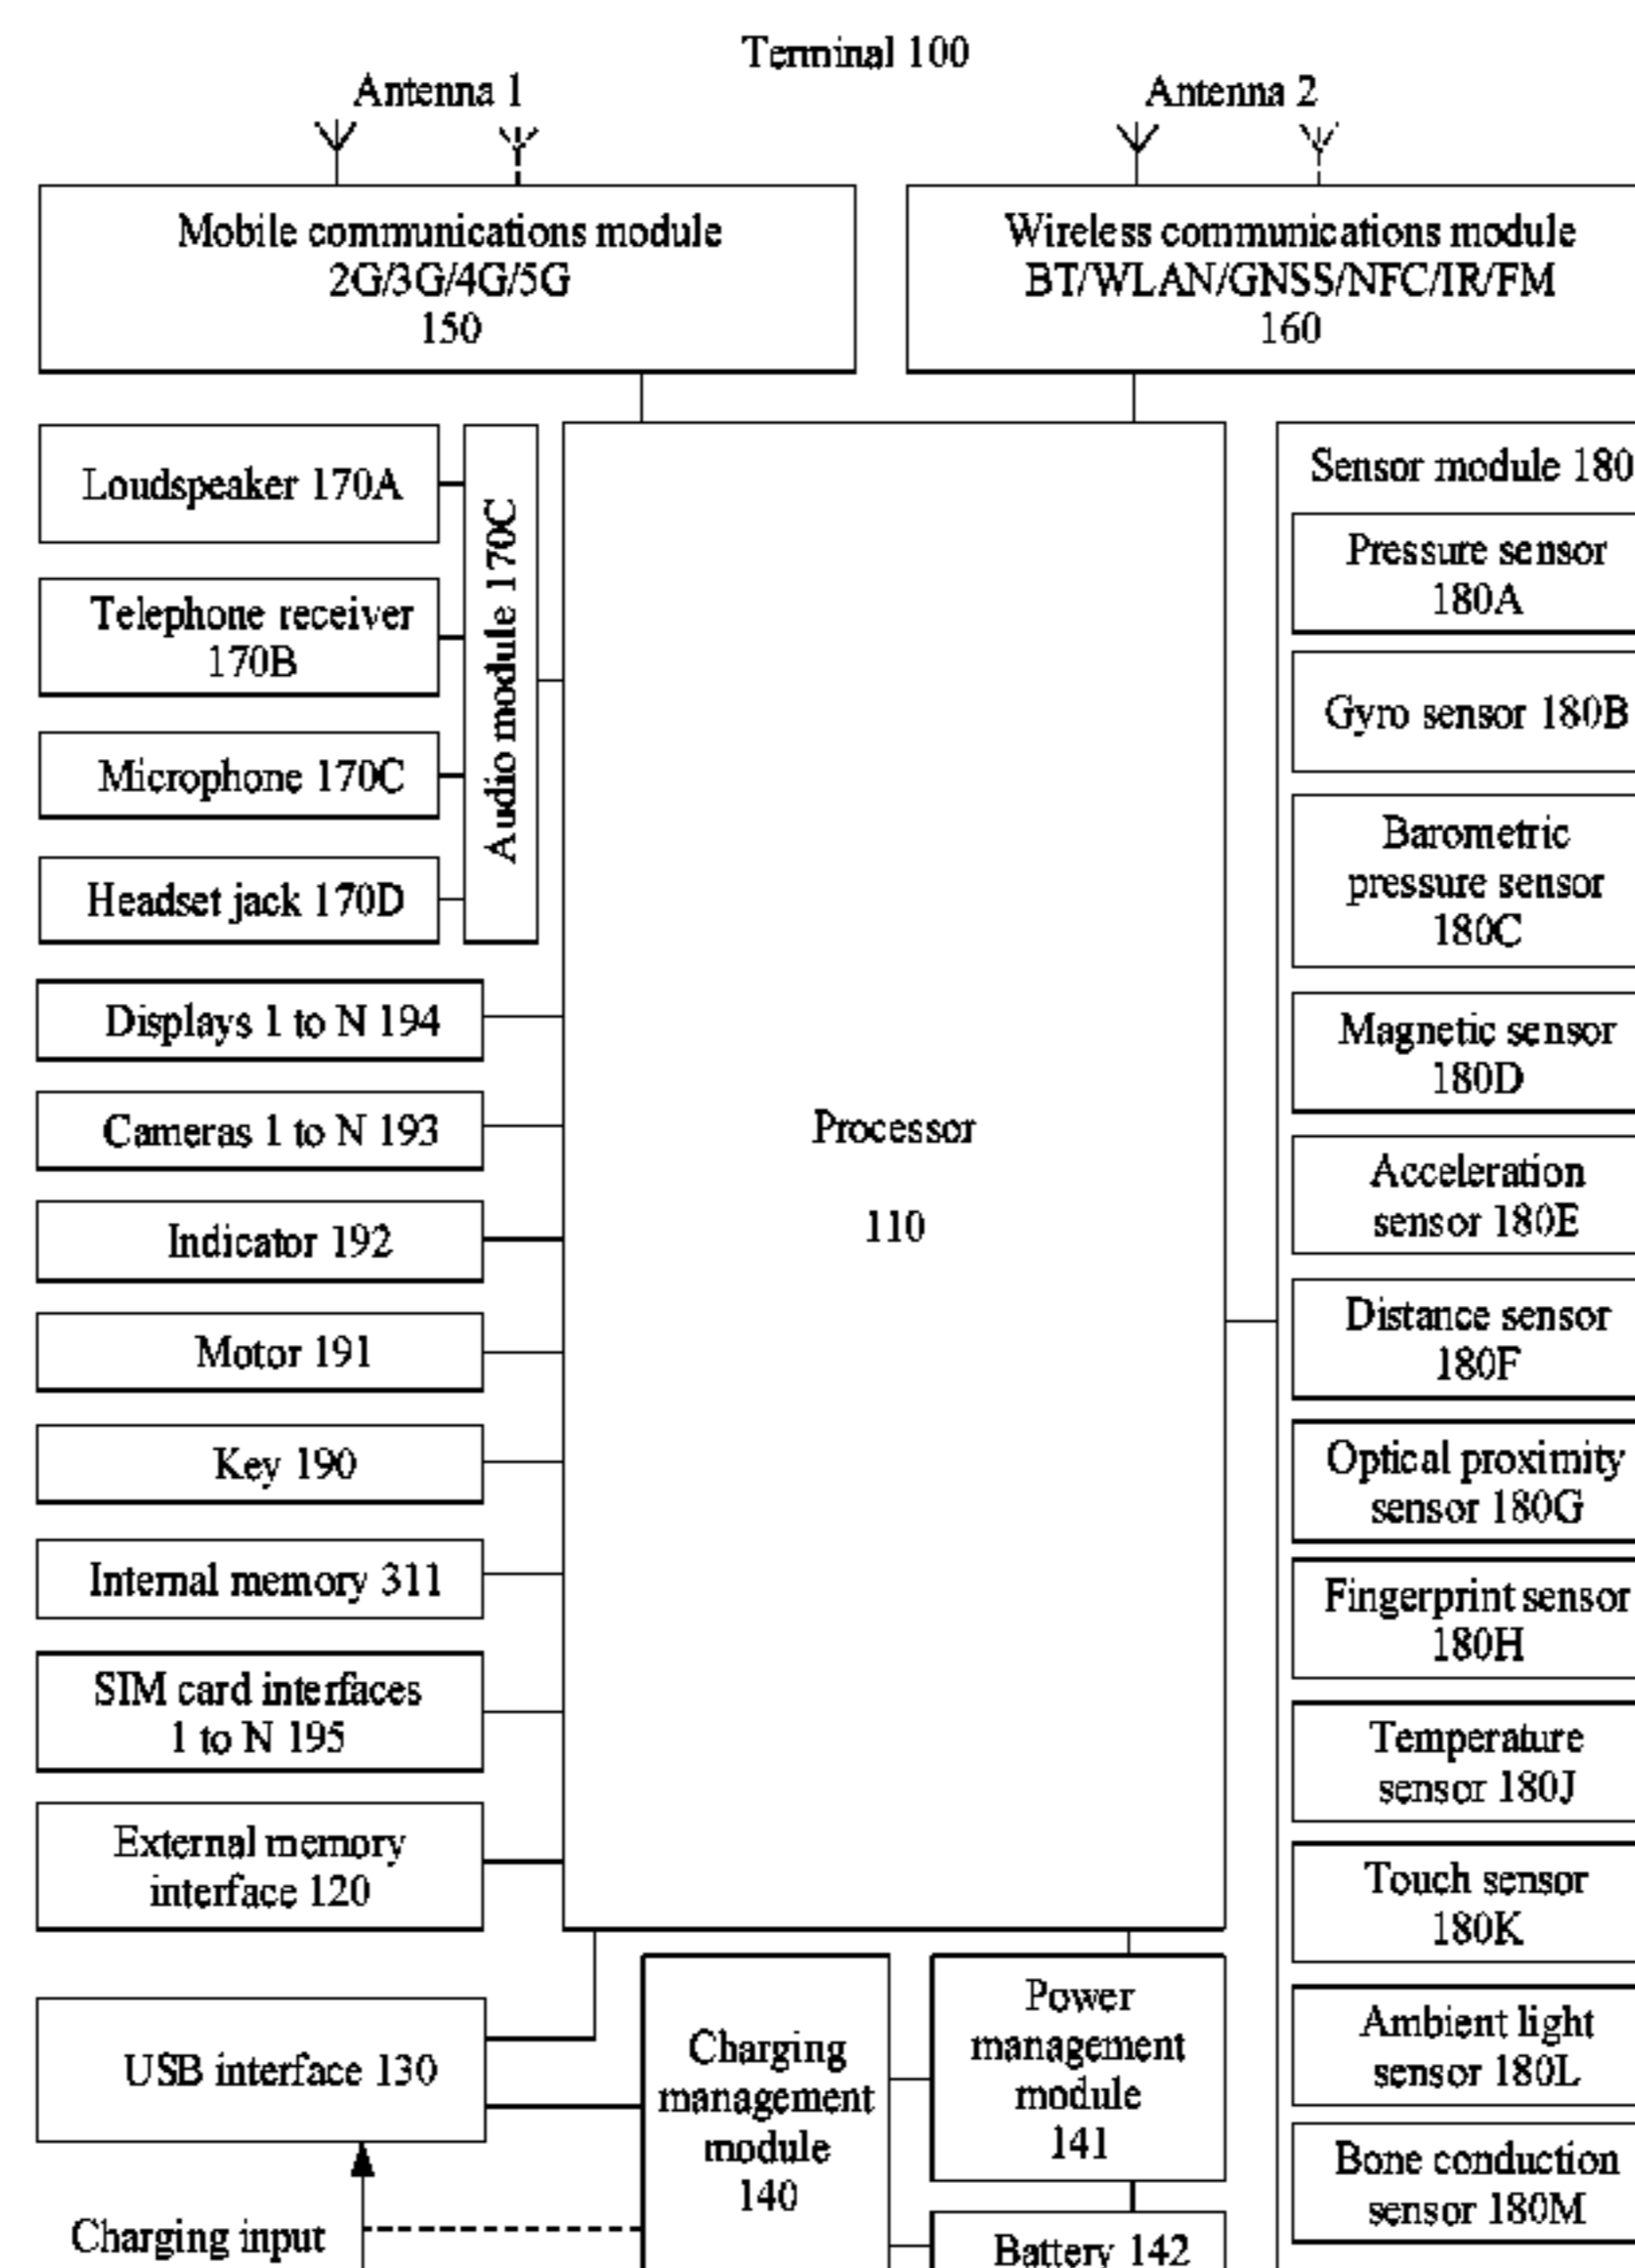 Terminal 100
Antenna 1
Antenna 2
Mobile communications module
2G/3G/4G/5G
150
Wireless communications module
BT/WLAN/GNSS/NFC/IR/FM
160
Loudspeaker 170A
Telephone receiver
170B
Microphone 170C
Headset jack 170D
Audio module 170C
Displays 1 to N 194
Cameras 1 to N 193
Indicator 192
Motor 191
Key 190
Internal memory 311
SIM card interfaces
1 to N 195
External memory
interface 120
USB interface 130
Charging input
Processor
110
Charging
management
module
140
Power
management
module
141
Battery 142
Sensor module 180
Pressure sensor
180A
Gyro sensor 180B
Barometric
pressure sensor
180C
Magnetic sensor
180D
Acceleration
sensor 180E
Distance sensor
180F
Optical proximity
sensor 180G
Fingerprint sensor
180H
Temperature
sensor 180J
Touch sensor
180K
Ambient light
sensor 180L
Bone conduction
sensor 180M